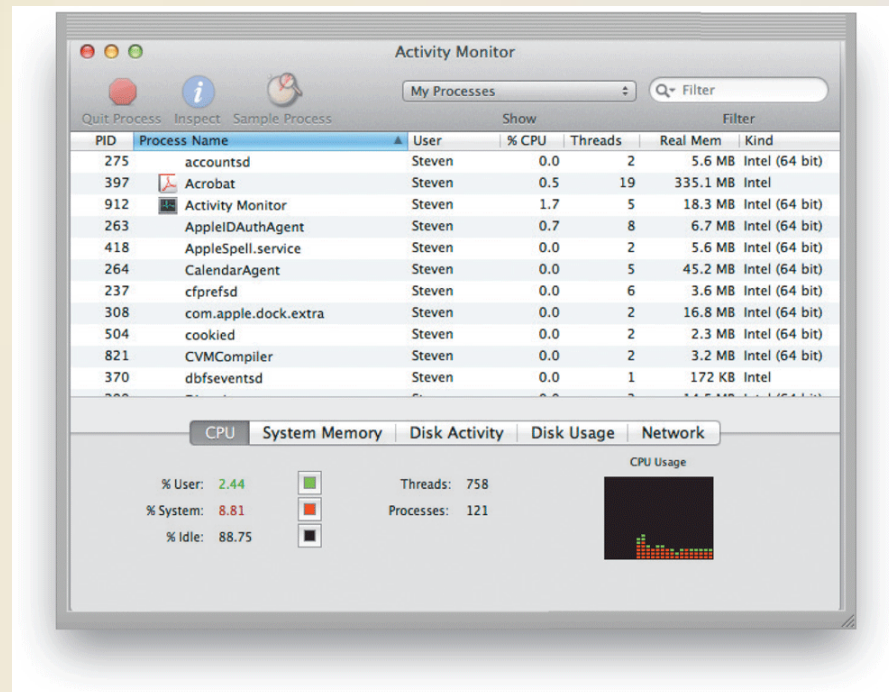 Activity Monitor
My Processes
Filter
Quit Process Inspect Sample Process Show Filter
PID Process Name User % CPU Threads Real Mem Kind
275 accountsd Steven 0.0 2 5.6 MB Intel (64 bit)
397 Acrobat Steven 0.5 19 335.1 MB Intel
912 Activity Monitor Steven 1.7 5 18.3 MB Intel (64 bit)
263 AppleIDAuthAgent Steven 0.7 8 6.7 MB Intel (64 bit)
418 AppleSpell.service Steven 0.0 2 5.6 MB Intel (64 bit)
264 CalendarAgent Steven 0.0 5 45.2 MB Intel (64 bit)
237 cfprefsd Steven 0.0 6 3.6 MB Intel (64 bit)
308 com.apple.dock.extra Steven 0.0 2 16.8 MB Intel (64 bit)
504 cookied Steven 0.0 2 2.3 MB Intel (64 bit)
821 CVMCompiler Steven 0.0 2 3.2 MB Intel (64 bit)
370 dbfseventsd Steven 0.0 1 172 KB Intel
CPU System Memory Disk Activity Disk Usage Network
CPU Usage
% User: 2.44 Threads: 758
% System: 8.81 Processes: 121
% Idle: 88.75